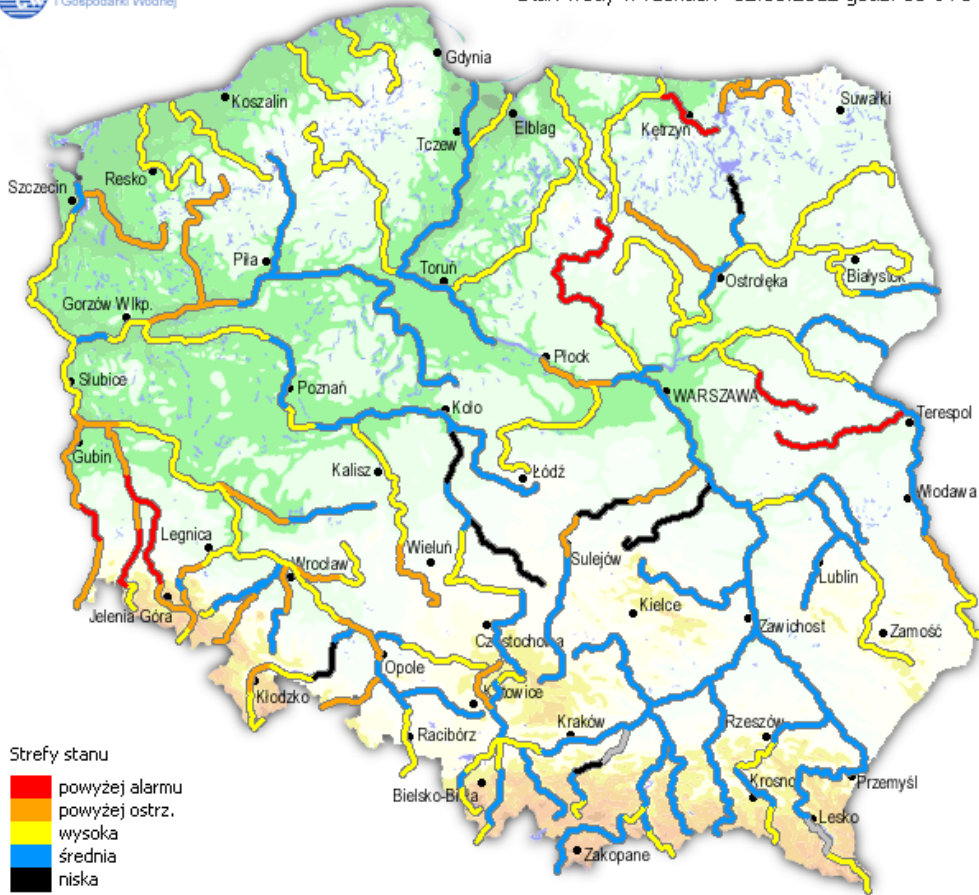 i Gospodarki Wodnej
Gdynia
Koszalin
Suwałki
Elbląg
Kętrzyn
Tczew
Resko
Szczecin
Piła
Toruń
Białystok
Ostrołęka
Gorzów Wlkp.
Płock
Słubice
Poznań
WARSZAWA
Koło
Terespol
Gubin
Kalisz
Łódź
Włodawa
Legnica
Wieluń
Sulejów
Wrocław
Lublin
Jelenia Góra
Kielce
Zawichost
Zamość
Częstochowa
Opole
Kłodzko
Katowice
Kraków
Rzeszów
Racibórz
Krosno
Przemyśl
Bielsko-Biała
Lesko
Zakopane
Strefy stanu
powyżej alarmu
powyżej ostrz.
wysoka
średnia
niska